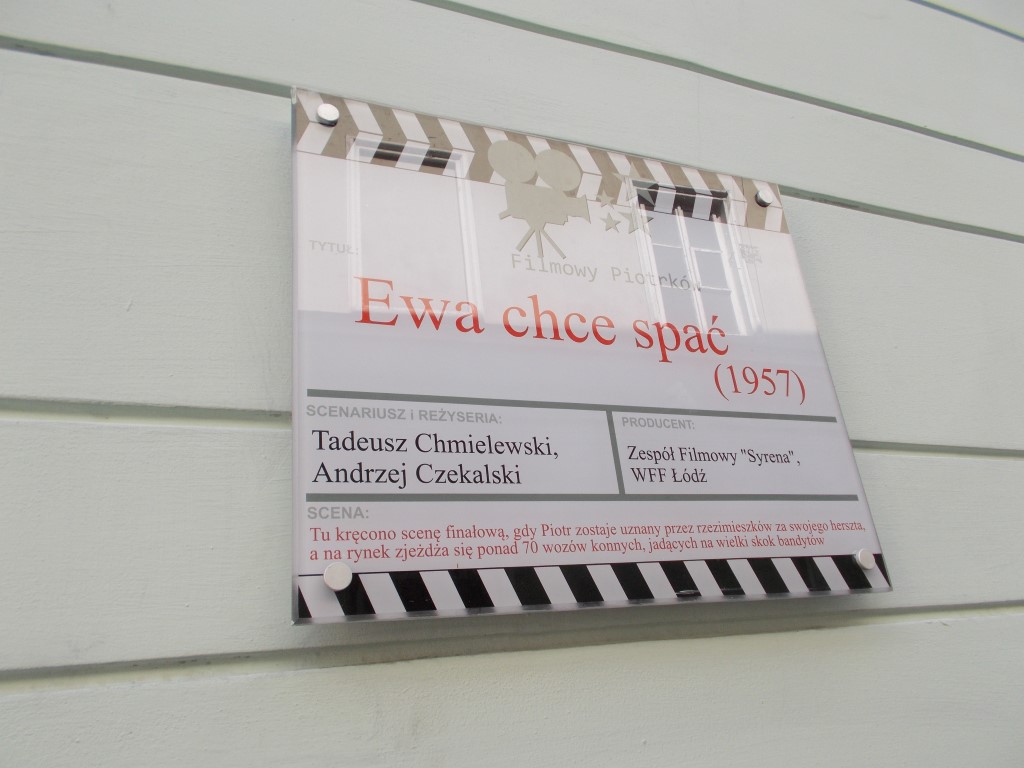 TYTUŁ:
Filmowy Piotrków
Ewa chce spać
(1957)
SCENARIUSZ i REŻYSERIA:
Tadeusz Chmielewski,
Andrzej Czekalski
PRODUCENT:
Zespół Filmowy "Syrena",
WFF Łódź
SCENA:
Tu kręcono scenę finałową, gdy Piotr zostaje uznany przez rzezimieszków za swojego herszta,
a na rynek zjeżdża się ponad 70 wozów konnych, jadących na wielki skok bandytów